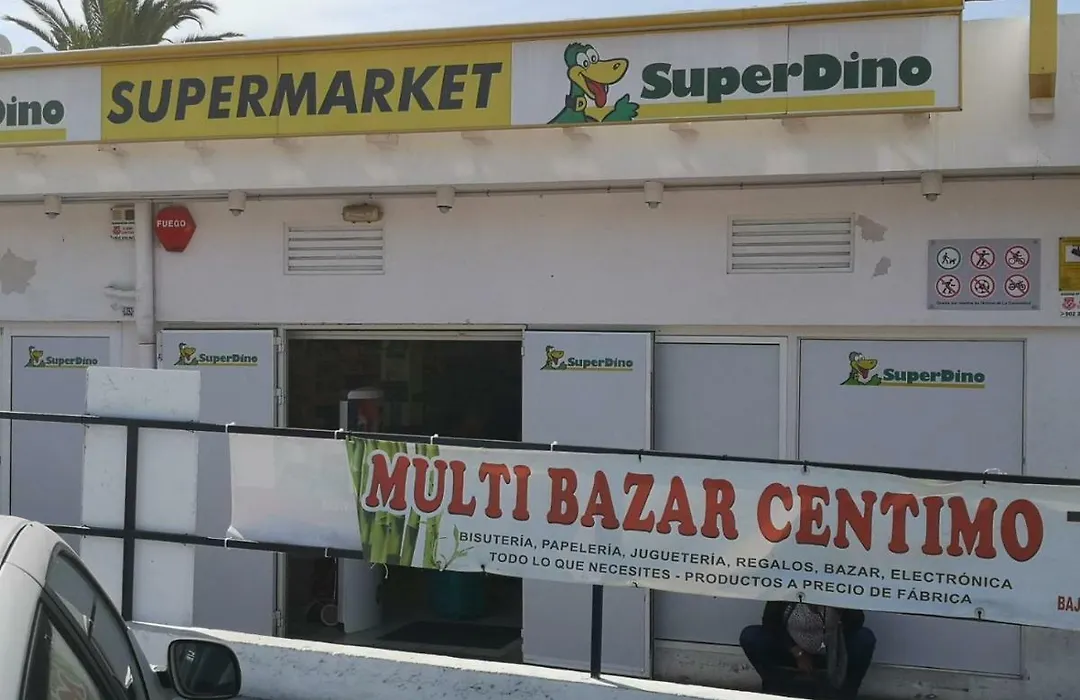 Dino
SUPERMARKET
SuperDino
FUEGO
SuperDino
SuperDino
SuperDino
SuperDino
MULTI BAZAR CENTIMO -
BISUTERÍA, PAPELERÍA, JUGUETERÍA, REGALOS, BAZAR, ELECTRÓNICA
TODO LO QUE NECESITES - PRODUCTOS A PRECIO DE FÁBRICA
BAJ